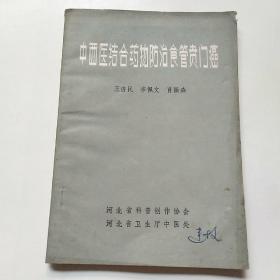 中西医结合药物防治食管贵门癌
河北省科普创作协会
河北省卫生厅中医处